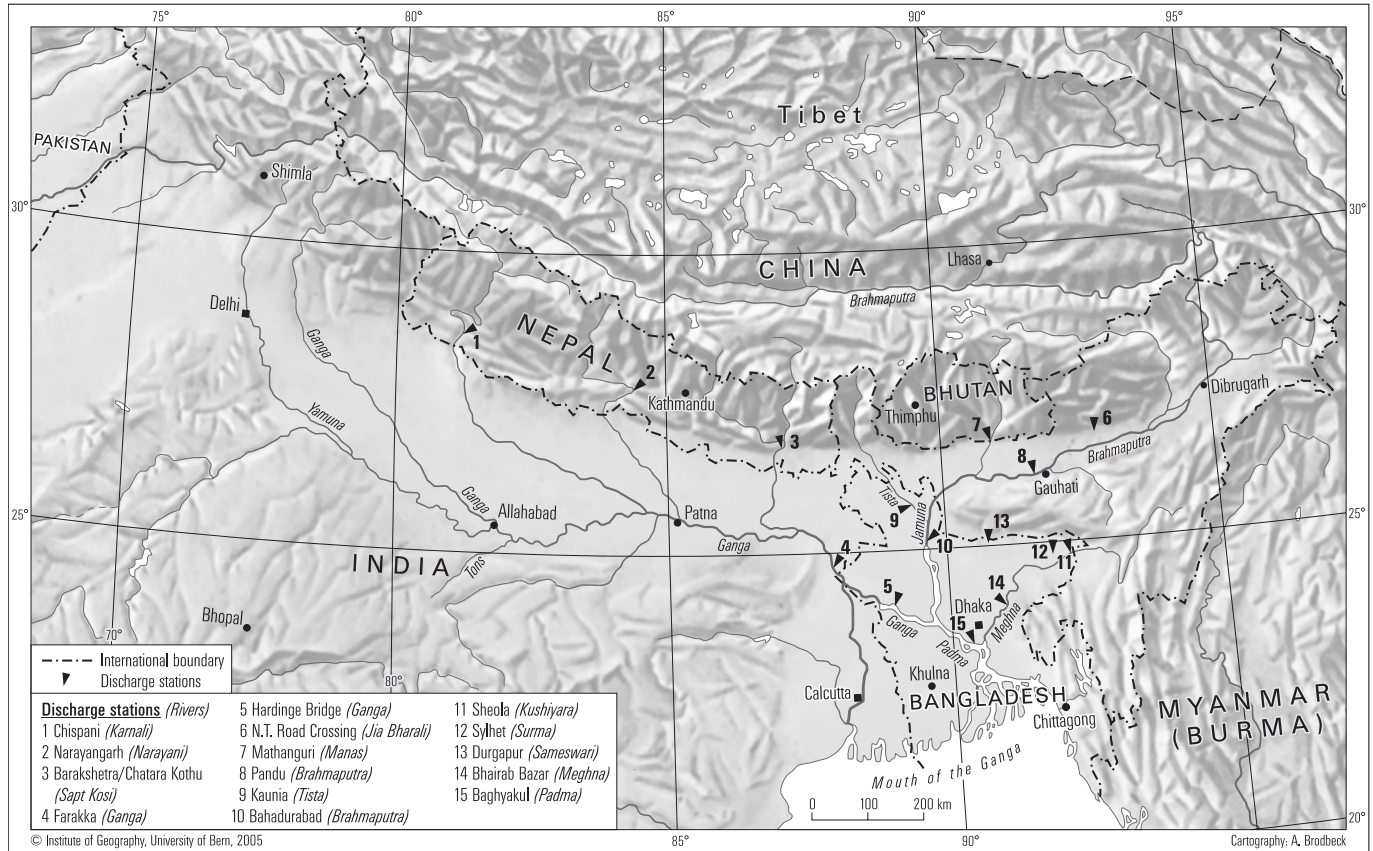 75°
80°
85°
90°
95°
Tibet
PAKISTAN
Shimla
30°
30°
CHINA
Lhasa
Brahmaputra
Delhi
Ganga
NEPAL
1
2
Kathmandu
BHUTAN
Thimphu
Dibrugarh
6
7
3
Brahmaputra
8
Gauhati
Yamuna
Ganga
Allahabad
Patna
Tista
9
Jamuna
25°
25°
13
10
12
11
Ganga
4
INDIA
Tons
5
14
Dhaka
Meghna
15
Ganga
Padma
Bhopal
70°
80°
Khulna
Calcutta
BANGLADESH
Chittagong
MYANMAR
(BURMA)
Mouth of the Ganga
0 100 200 km
85°
90°
20°
International boundary
Discharge stations
Discharge stations (Rivers)
1 Chispani (Karnali)
2 Narayangarh (Narayani)
3 Barakshetra/Chatara Kothu
(Sapt Kosi)
4 Farakka (Ganga)
5 Hardinge Bridge (Ganga)
6 N.T. Road Crossing (Jia Bharali)
7 Mathanguri (Manas)
8 Pandu (Brahmaputra)
9 Kaunia (Tista)
10 Bahadurabad (Brahmaputra)
11 Sheola (Kushiyara)
12 Sylhet (Surma)
13 Durgapur (Sameswari)
14 Bhairab Bazar (Meghna)
15 Baghyakul (Padma)
© Institute of Geography, University of Bern, 2005
Cartography: A. Brodbeck